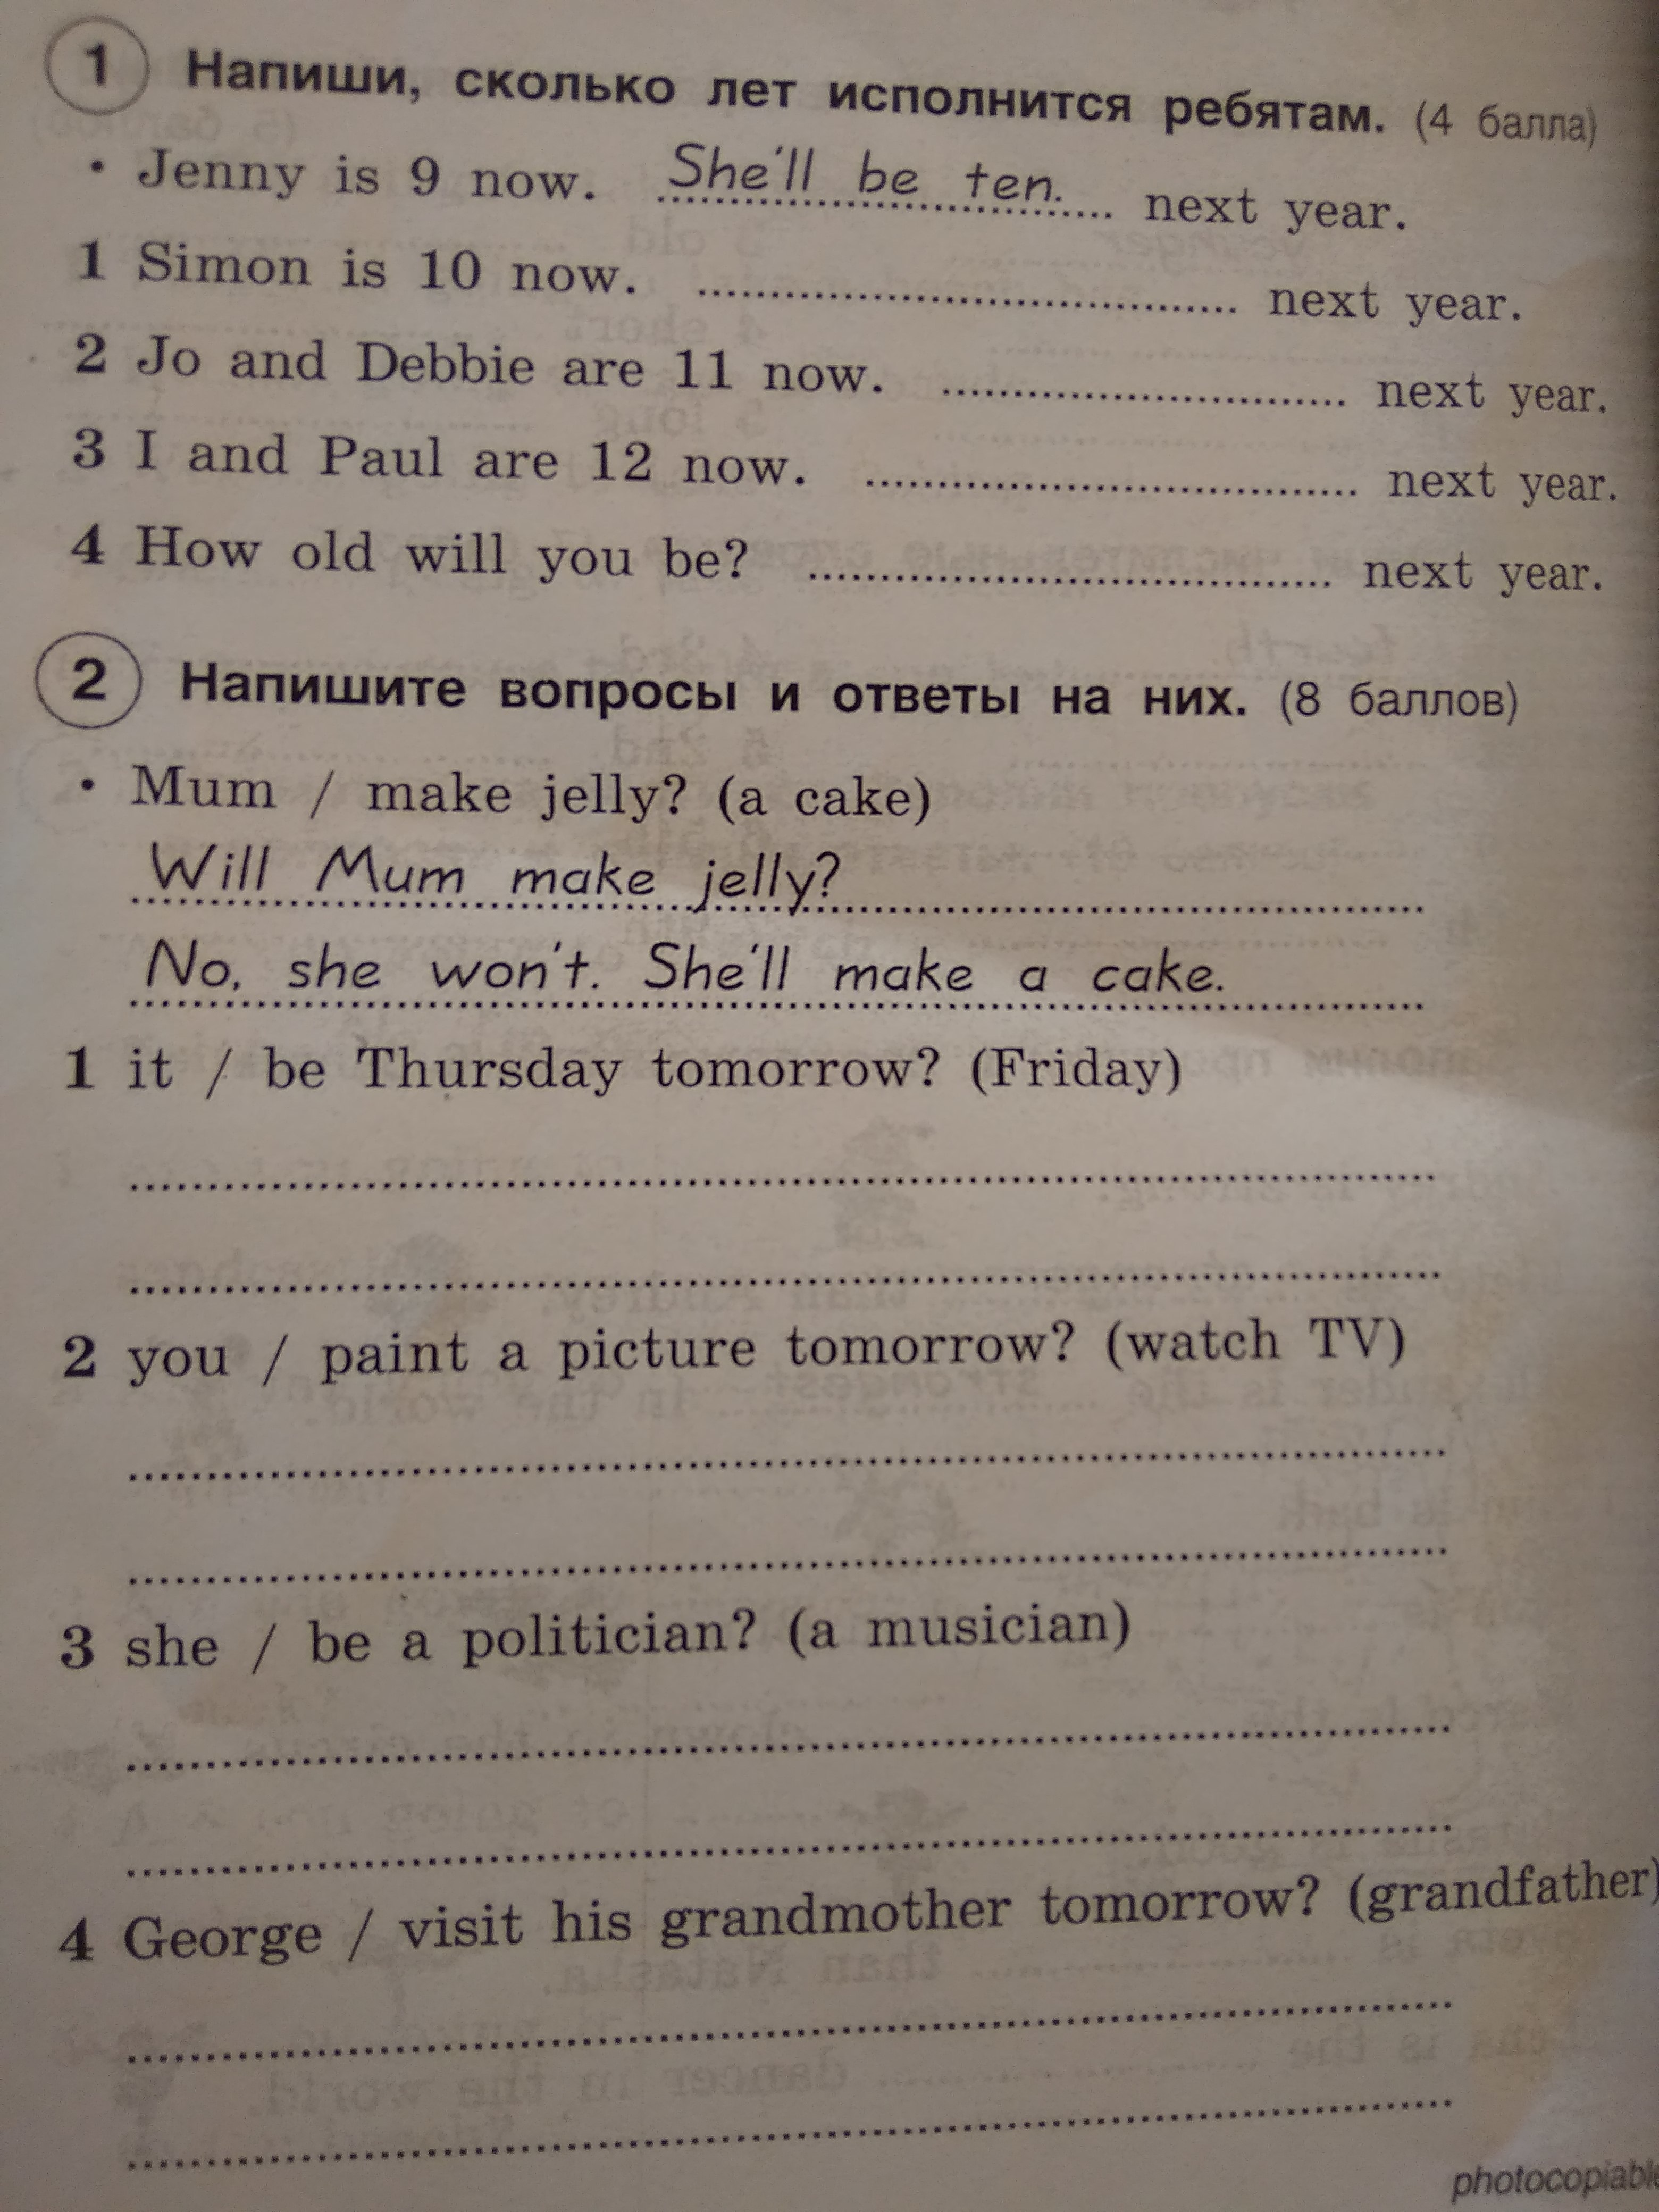 1 Напиши, сколько лет исполнится ребятам. (4 балла)
• Jenny is 9 now. She'll be ten. next year.
1 Simon is 10 now. next year.
2 Jo and Debbie are 11 now. next year.
3 I and Paul are 12 now. next year.
4 How old will you be? next year.
2 Напишите вопросы и ответы на них. (8 баллов)
• Mum / make jelly? (a cake)
Will Mum make jelly?
No, she won't. She'll make a cake.
1 it / be Thursday tomorrow? (Friday)
2 you / paint a picture tomorrow? (watch TV)
3 she / be a politician? (a musician)
4 George / visit his grandmother tomorrow? (grandfather)
photocopiable